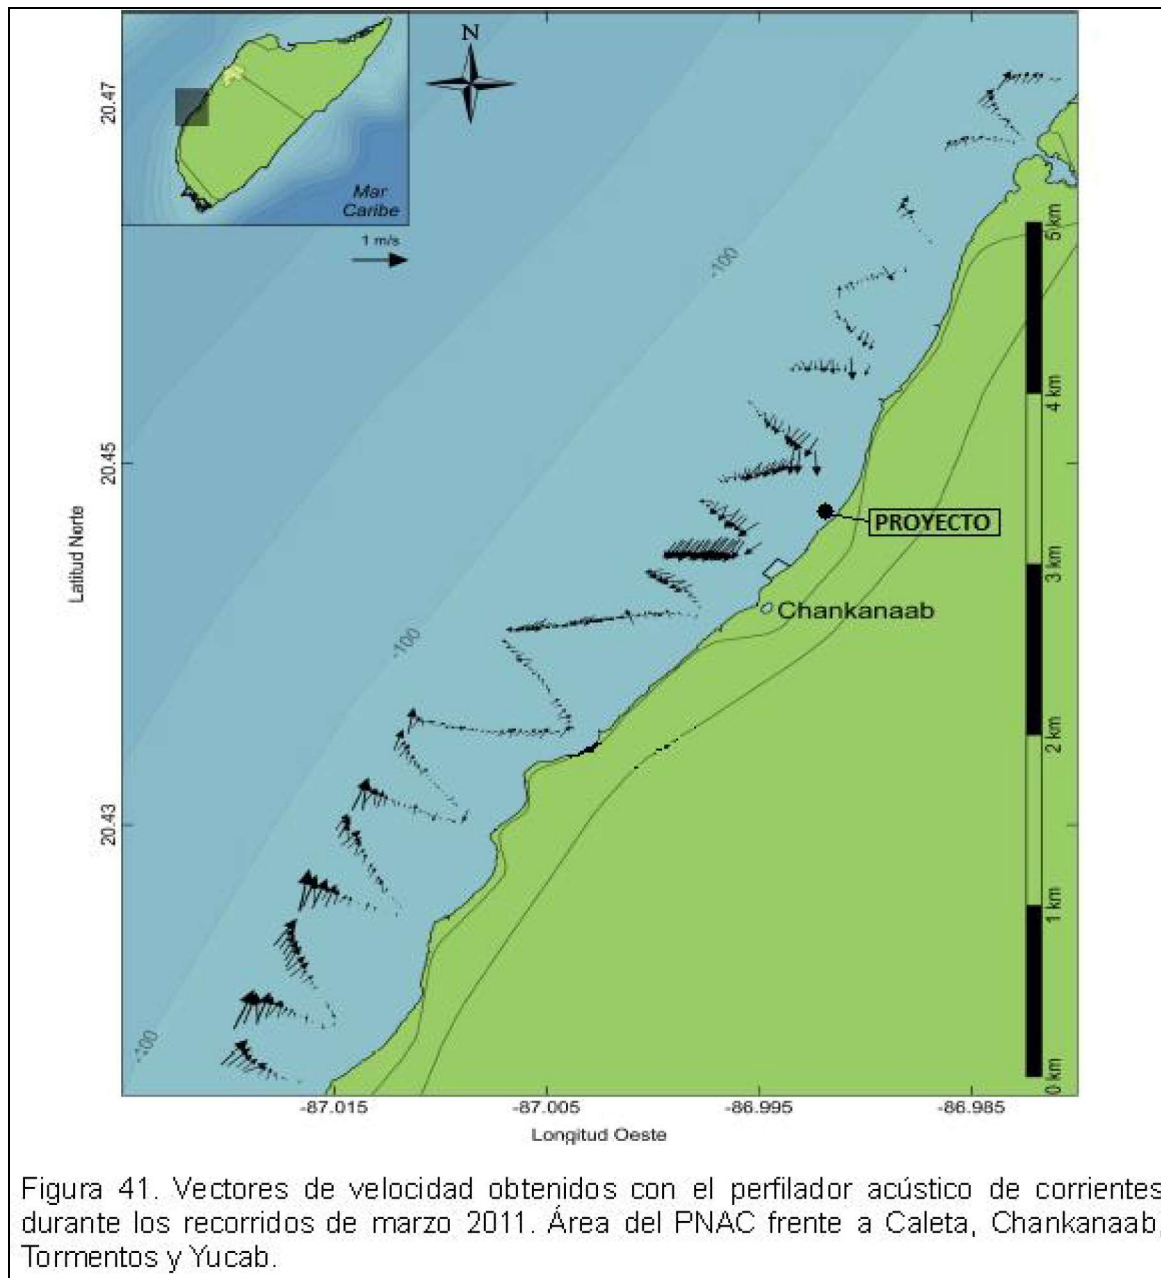 N
20.47
Mar
Caribe
1 m/s
5 km
-100
4 km
20.45
PROYECTO
Latitud Norte
3 km
Chankanaab
-100
2 km
20.43
1 km
-100
0 km
-87.015
-87.005
-86.995
-86.985
Longitud Oeste
Figura 41. Vectores de velocidad obtenidos con el perfilador acústico de corrientes
durante los recorridos de marzo 2011. Área del PNAC frente a Caleta, Chankanaab,
Tormentos y Yucab.